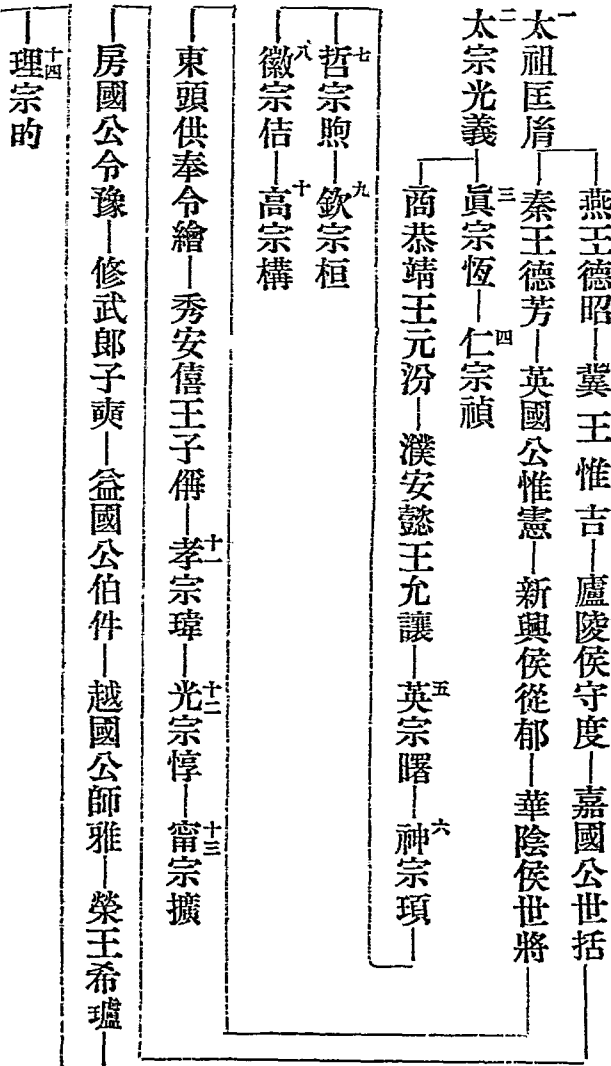 燕王德昭—冀王惟吉—廬陵侯守度—嘉國公世括
一太祖匡胤
秦王德芳—英國公惟憲—新興侯從郁—華陰侯世將
二太宗光義
三眞宗恆—四仁宗禎
商恭靖王元汾—濮安懿王允讓—五英宗曙—六神宗頊
七哲宗煦—九欽宗桓
八徽宗佶—十高宗構
東頭供奉令繪—秀安僖王子偁—十一孝宗瑋—十二光宗惇—十三甯宗擴
房國公令豫—修武郎子奭—益國公伯件—越國公師雅—榮王希瓐
十四理宗昀